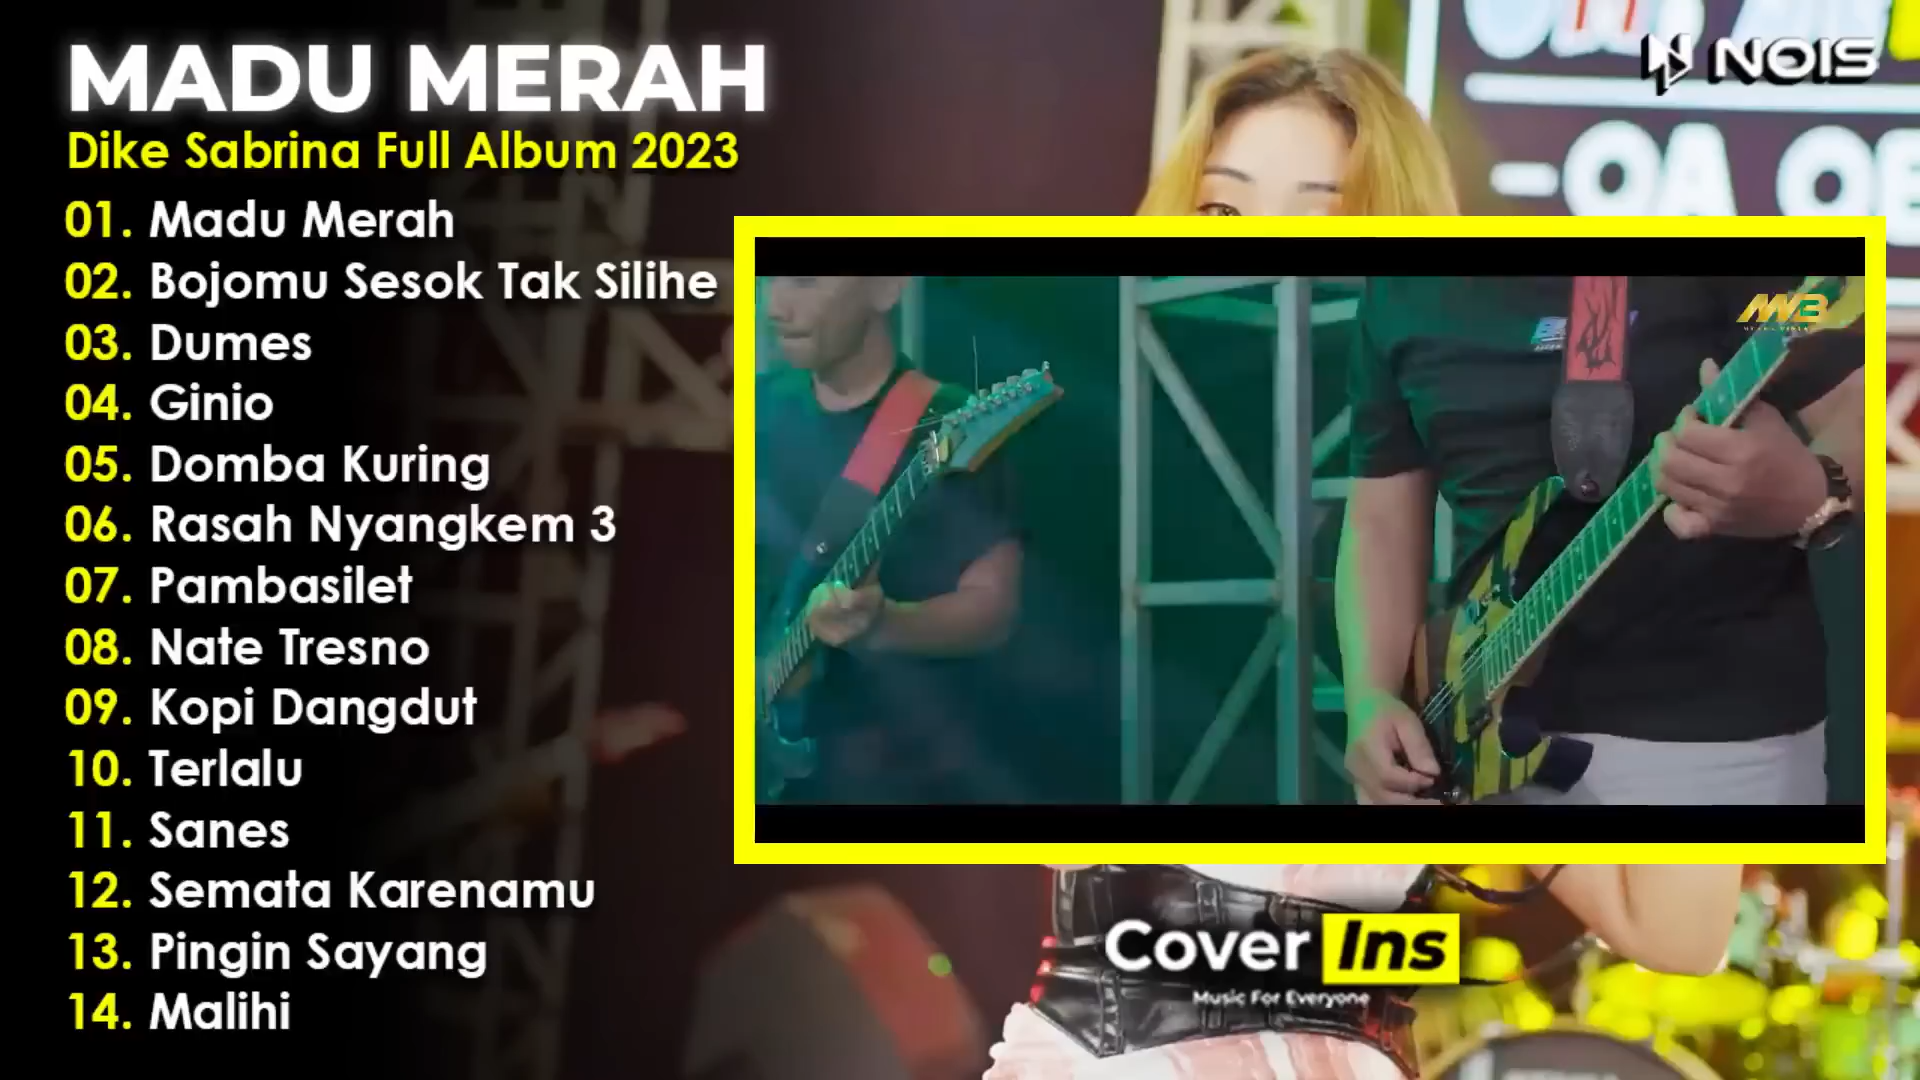 MADU MERAH
Dike Sabrina Full Album 2023
01. Madu Merah
02. Bojomu Sesok Tak Silihe
03. Dumes
04. Ginio
05. Domba Kuring
06. Rasah Nyangkem 3
07. Pambasilet
08. Nate Tresno
09. Kopi Dangdut
10. Terlalu
11. Sanes
12. Semata Karenamu
13. Pingin Sayang
14. Malihi
NOIS
-QA QE
Cover Ins
Music For Everyone